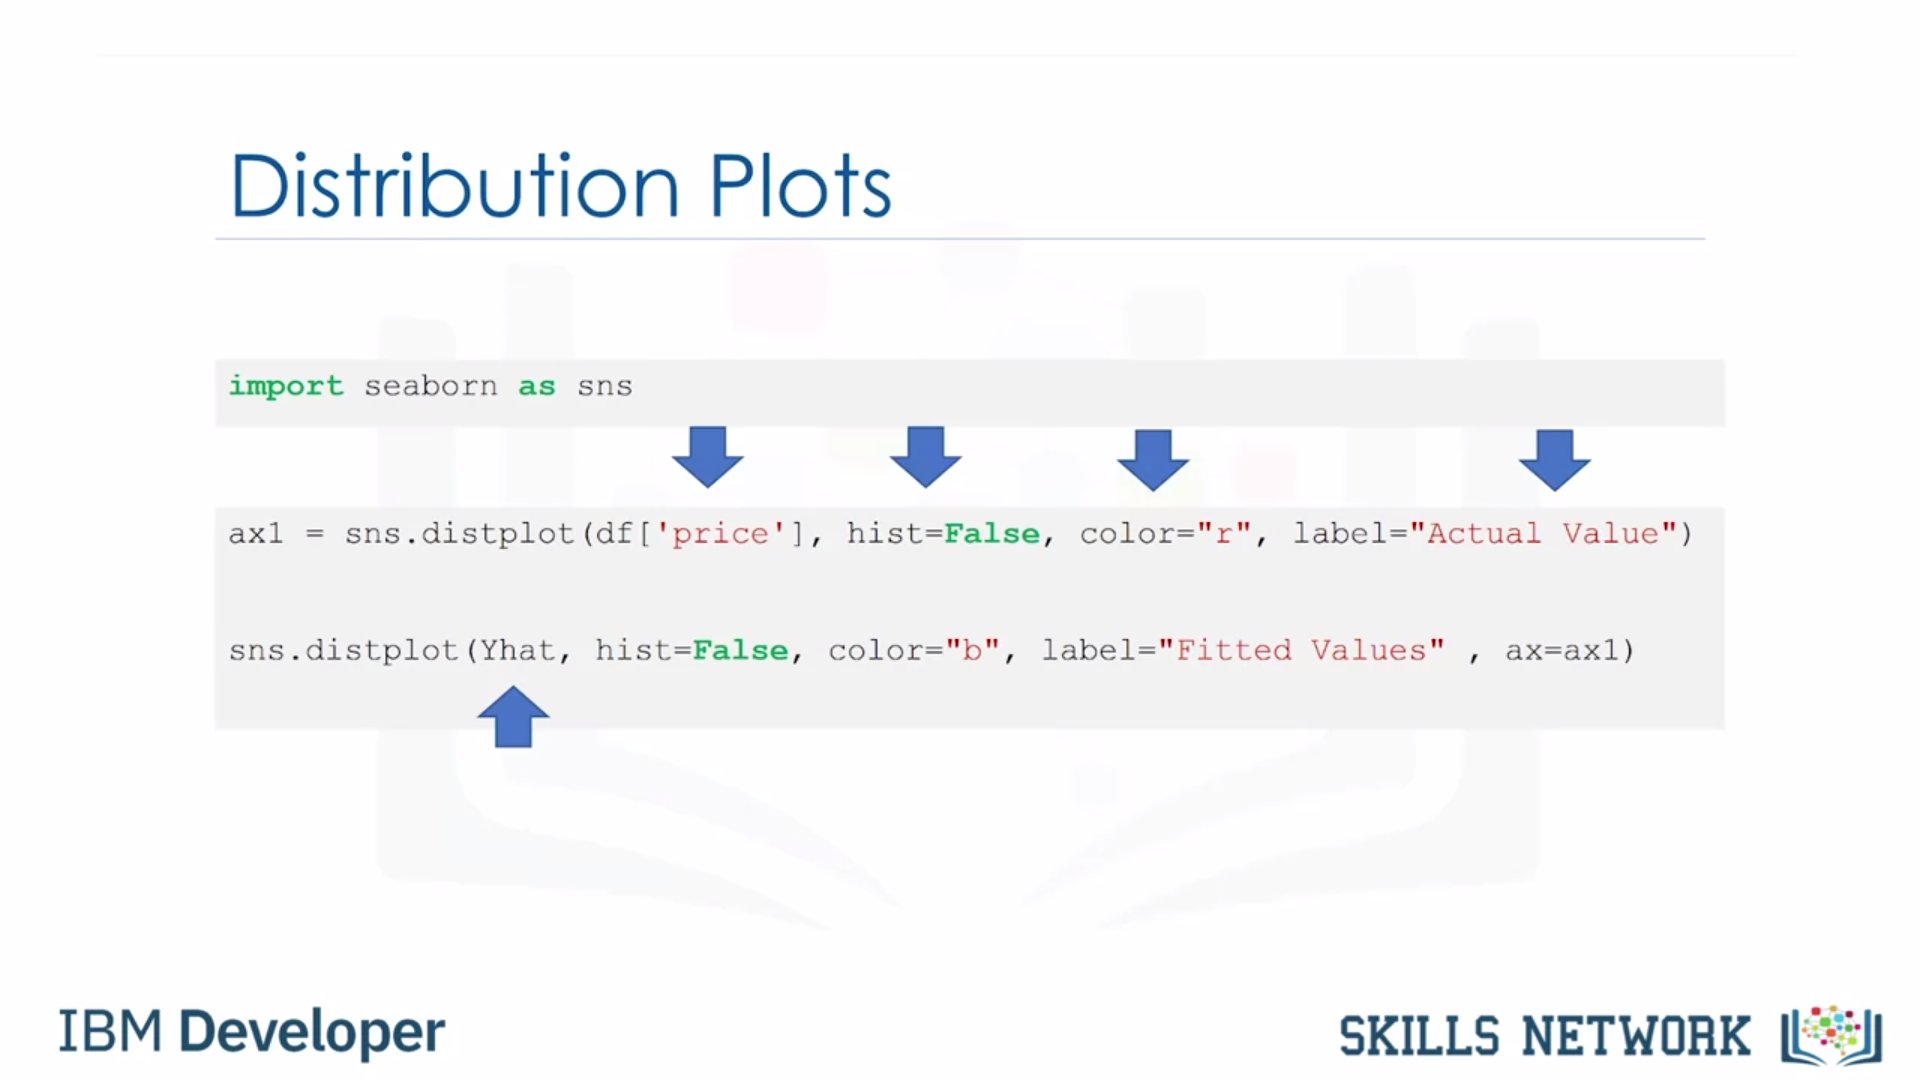 Distribution Plots
import seaborn as sns
ax1 = sns.distplot(df['price'], hist=False, color="r", label="Actual Value")
sns.distplot(Yhat, hist=False, color="b", label="Fitted Values" , ax=ax1)
IBM Developer
SKILLS NETWORK